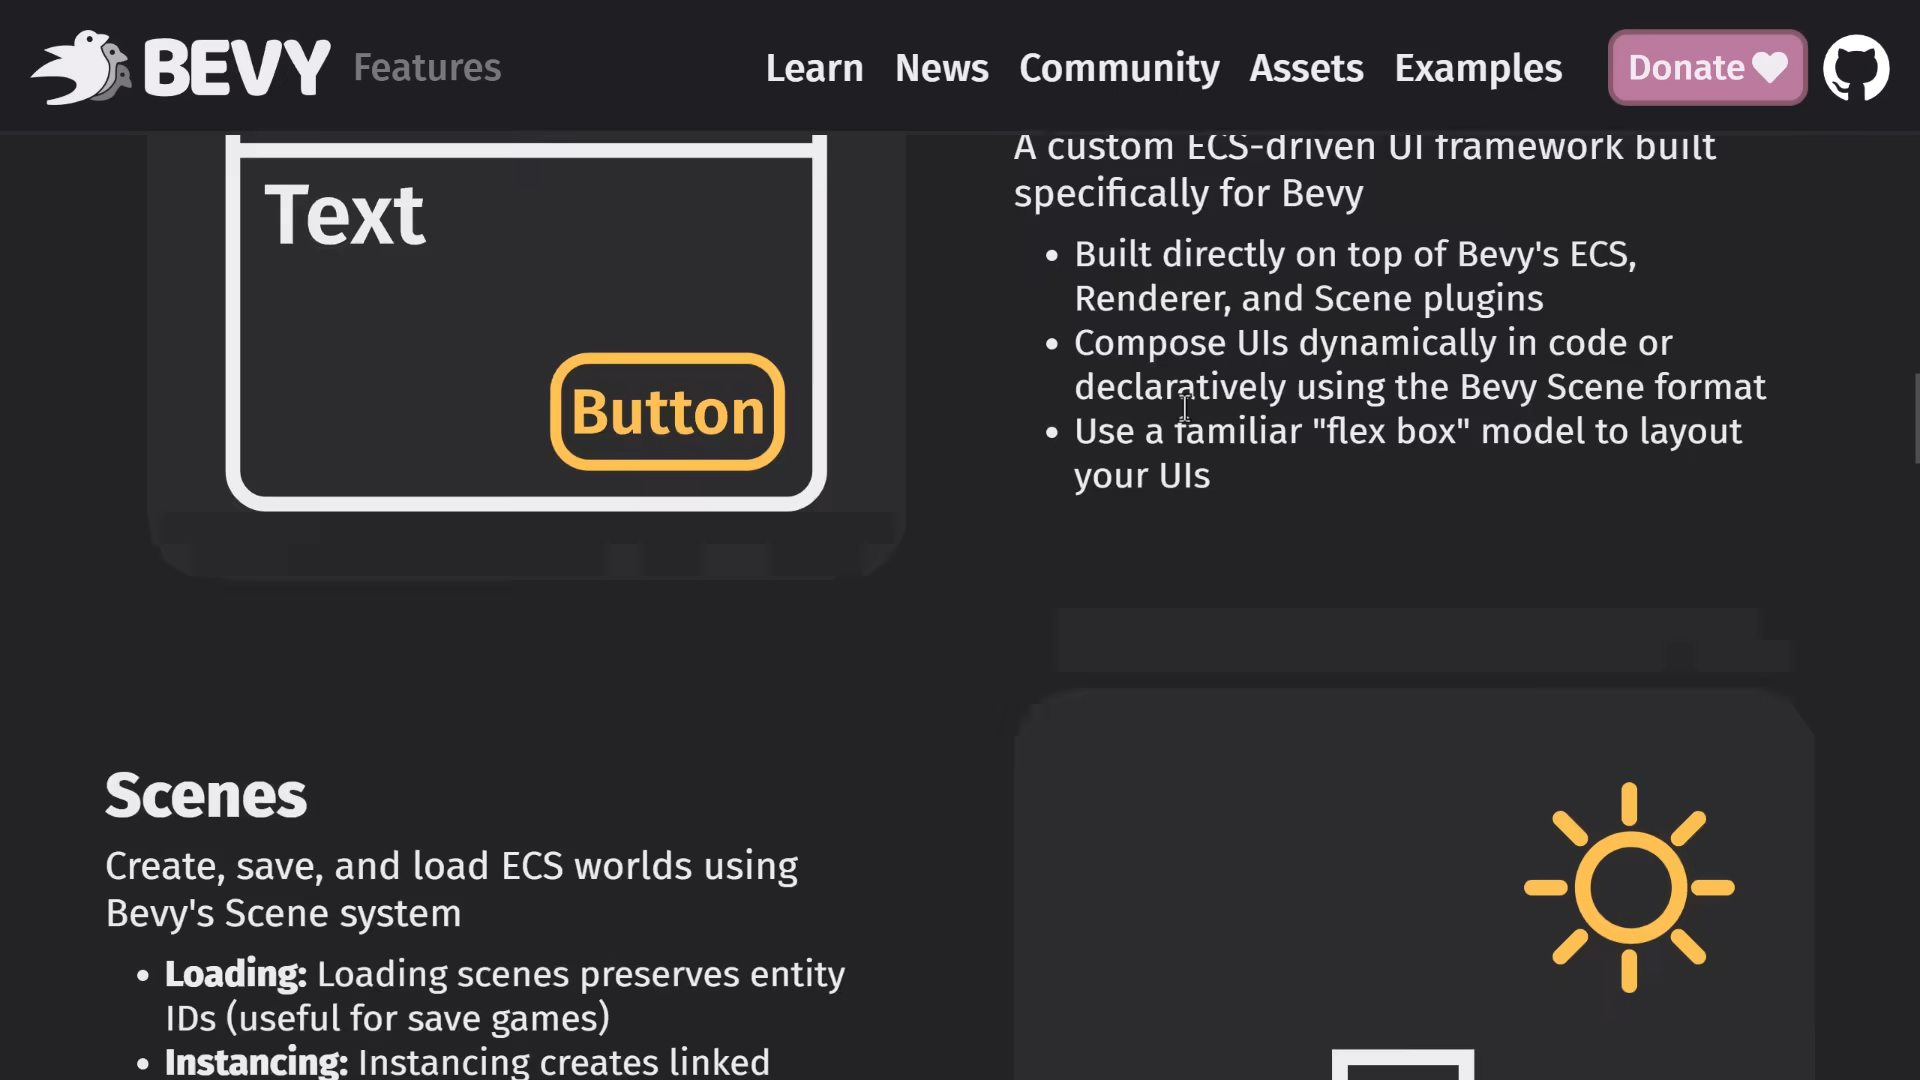 BEVY Features Learn News Community Assets Examples Donate
A custom ECS-driven UI framework built
specifically for Bevy
Text
Button
• Built directly on top of Bevy's ECS,
Renderer, and Scene plugins
• Compose UIs dynamically in code or
declaratively using the Bevy Scene format
• Use a familiar "flex box" model to layout
your UIs
Scenes
Create, save, and load ECS worlds using
Bevy's Scene system
• Loading: Loading scenes preserves entity
IDs (useful for save games)
• Instancing: Instancing creates linked